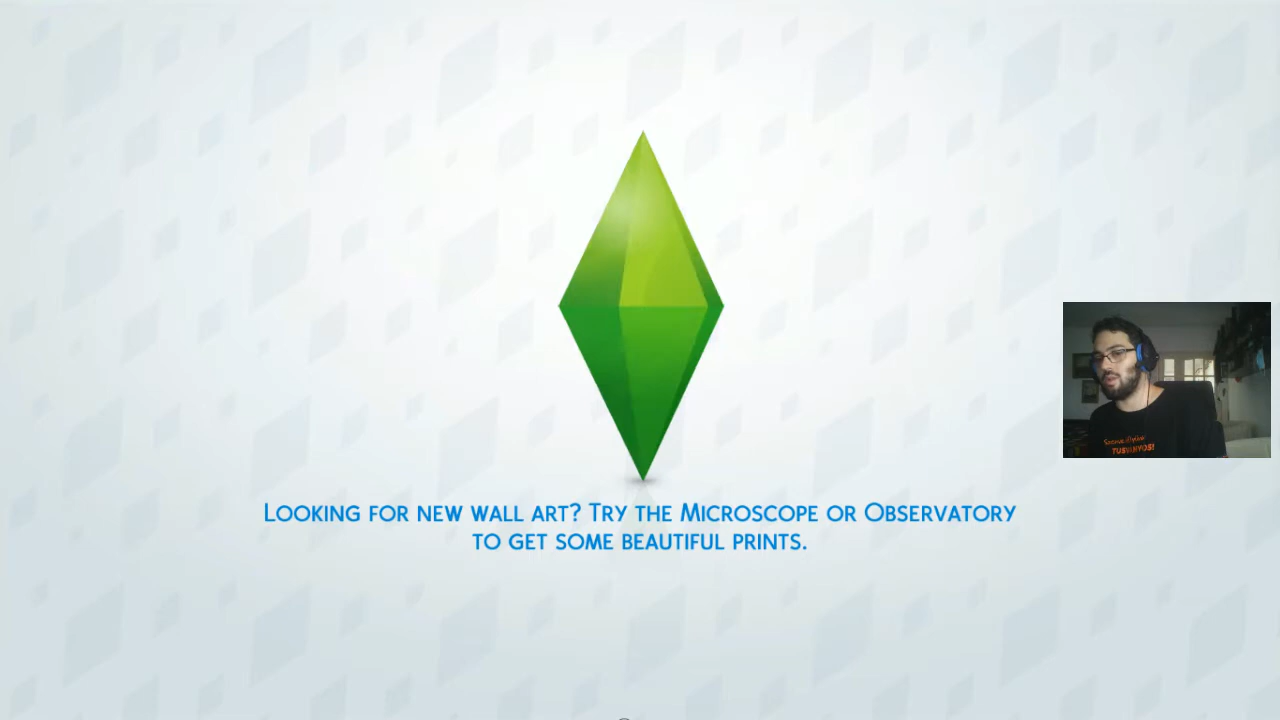 Looking for new wall art? Try the Microscope or Observatory
to get some beautiful prints.